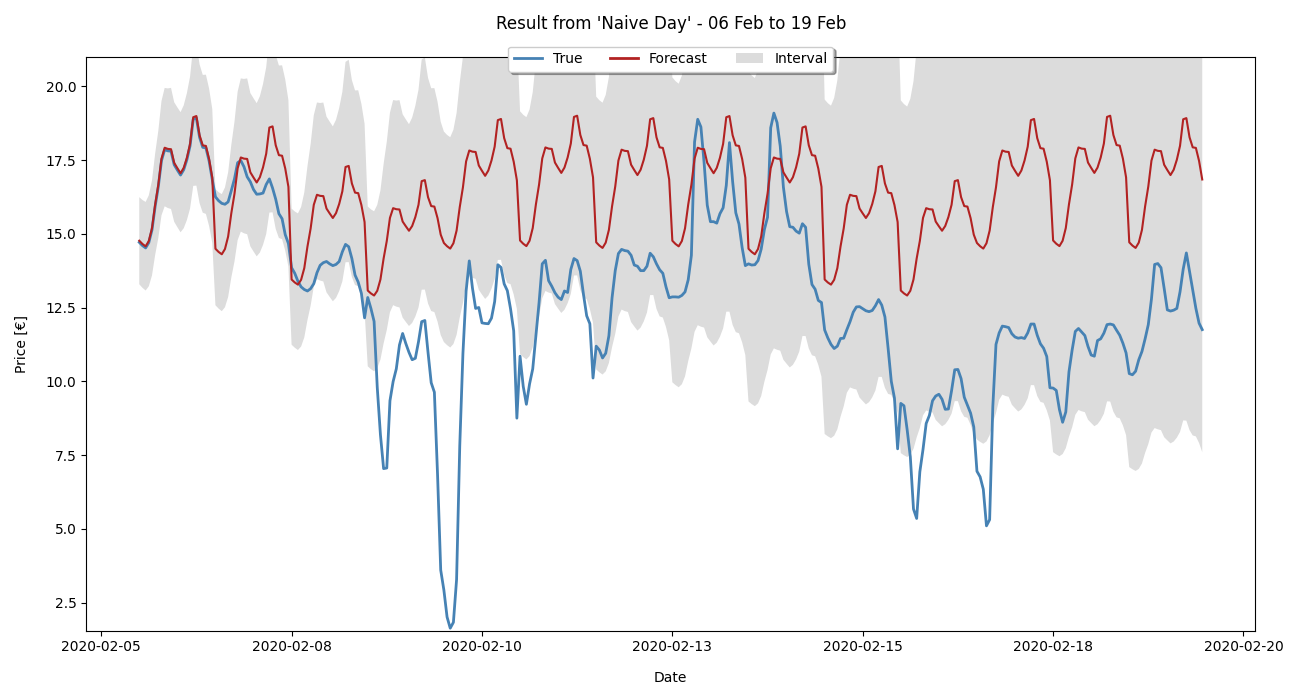 Result from 'Naive Day' - 06 Feb to 19 Feb
True Forecast Interval
20.0
17.5
15.0
12.5
10.0
7.5
5.0
2.5
Price [€]
2020-02-05 2020-02-08 2020-02-10 2020-02-13 2020-02-15 2020-02-18 2020-02-20
Date